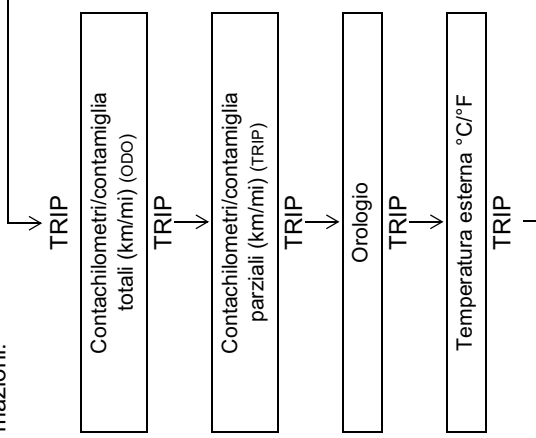 mazioni:
TRIP
Contachilometri/contamiglia
totali (km/mi) (ODO)
TRIP
Contachilometri/contamiglia
parziali (km/mi) (TRIP)
TRIP
Orologio
TRIP
Temperatura esterna °C/°F
TRIP